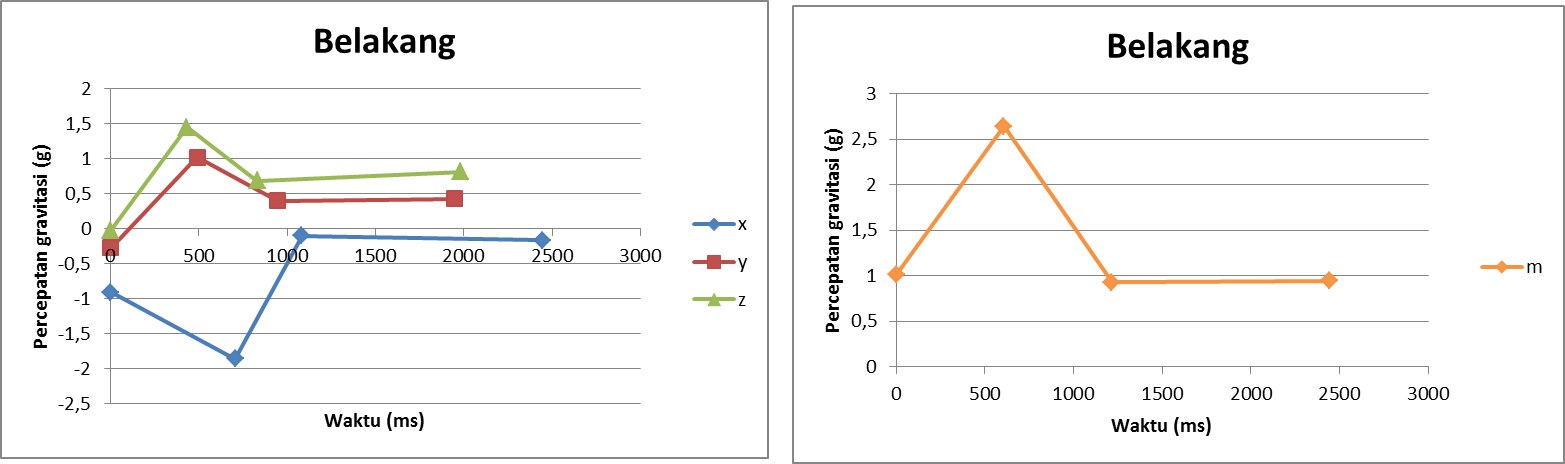 Belakang
Percepatan gravitasi (g)
2
1,5
1
0,5
0
-0,5
-1
-1,5
-2
-2,5
0 500 1000 1500 2000 2500 3000
Waktu (ms)
x
y
z
Belakang
Percepatan gravitasi (g)
3
2,5
2
1,5
1
0,5
0
0 500 1000 1500 2000 2500 3000
Waktu (ms)
m